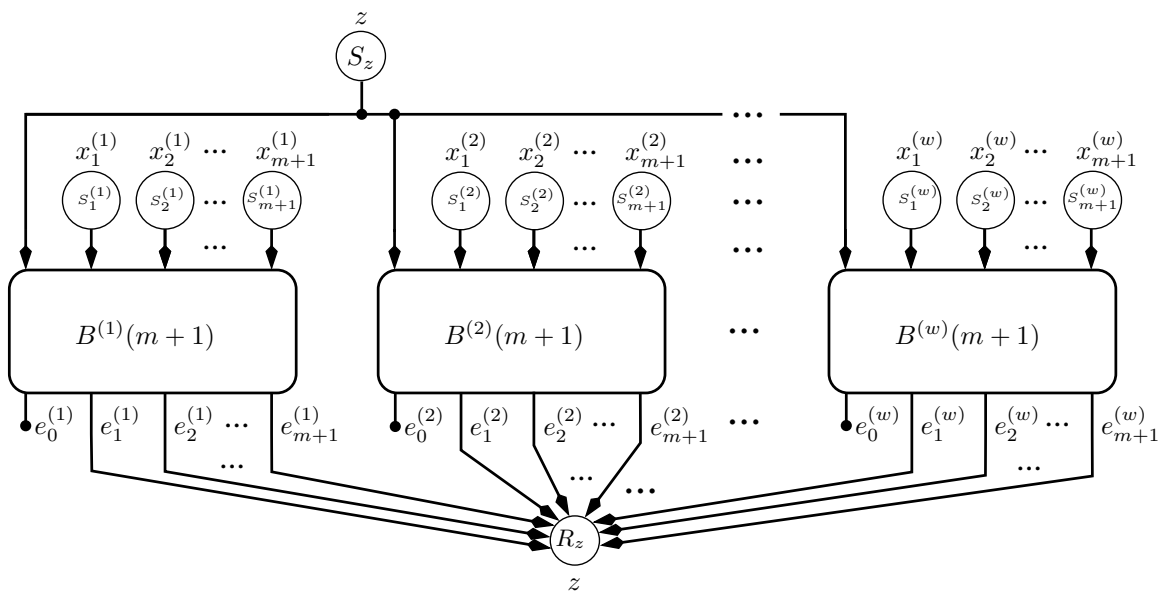 z
S_z
...
x_1^{(1)} x_2^{(1)} ... x_{m+1}^{(1)} x_1^{(2)} x_2^{(2)} ... x_{m+1}^{(2)} ... x_1^{(w)} x_2^{(w)} ... x_{m+1}^{(w)}
S_1^{(1)} S_2^{(1)} ... S_{m+1}^{(1)} S_1^{(2)} S_2^{(2)} ... S_{m+1}^{(2)} ... S_1^{(w)} S_2^{(w)} ... S_{m+1}^{(w)}
... ... ... ...
B^{(1)}(m + 1) B^{(2)}(m + 1) ... B^{(w)}(m + 1)
e_0^{(1)} e_1^{(1)} e_2^{(1)} ... e_{m+1}^{(1)} e_0^{(2)} e_1^{(2)} e_2^{(2)} ... e_{m+1}^{(2)} ... e_0^{(w)} e_1^{(w)} e_2^{(w)} ... e_{m+1}^{(w)}
... ... ... ...
R_z
z